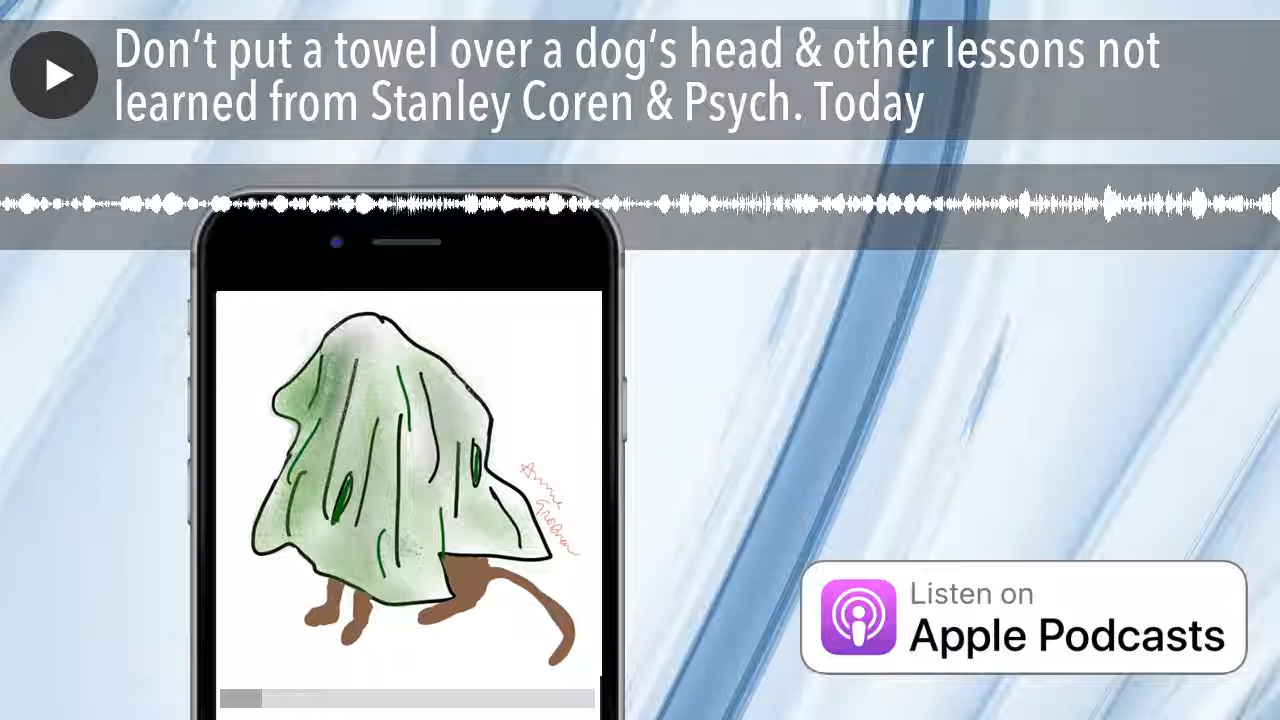 Don't put a towel over a dog's head & other lessons not
learned from Stanley Coren & Psych. Today
Annie
Listen on
Apple Podcasts